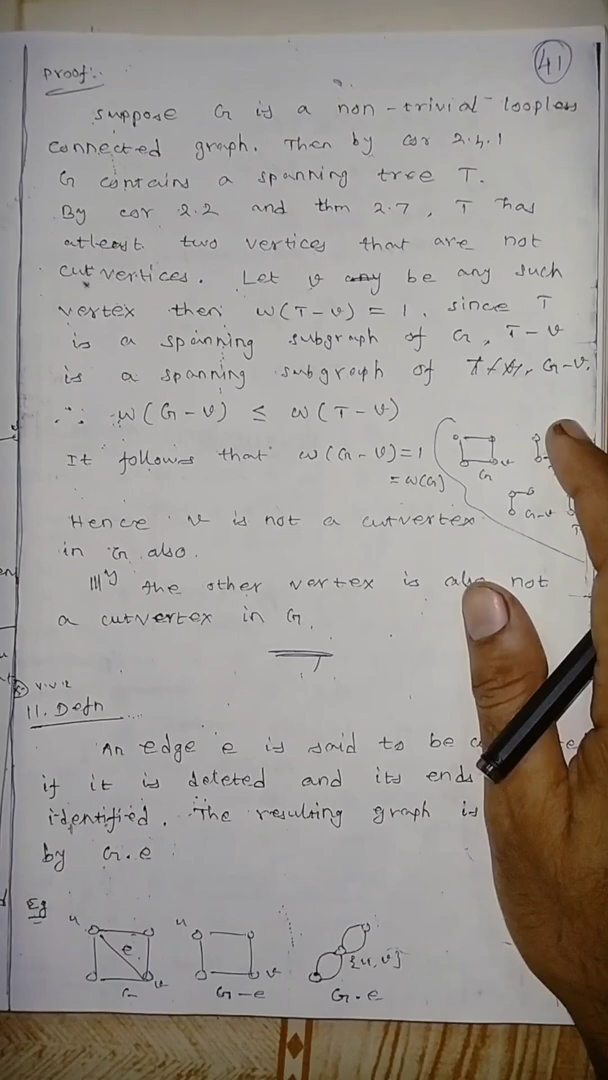 41
Proof:-
Suppose G is a non-trivial loopless
connected graph. Then by cor 2.4.1
G contains a spanning tree T.
By cor 2.2 and thm 2.7, T has
atleast two vertices that are not
cut vertices. Let v be any such
vertex then w(T-v) = 1. since T
is a spanning subgraph of G, T-v
is a spanning subgraph of G-v.
∴ w(G-v) ≤ w(T-v)
It follows that w(G-v)=1
= w(G)
v
G
G-v
T
Hence v is not a cutvertex
in G also.
IIIly the other vertex is also not
a cutvertex in G.
V.V.I2
11. Defn
An edge e is said to be
if it is deleted and its ends
identified. The resulting graph is
by G.e
Eg
u
e
v
G
u
v
G-e
{u,v}
G.e